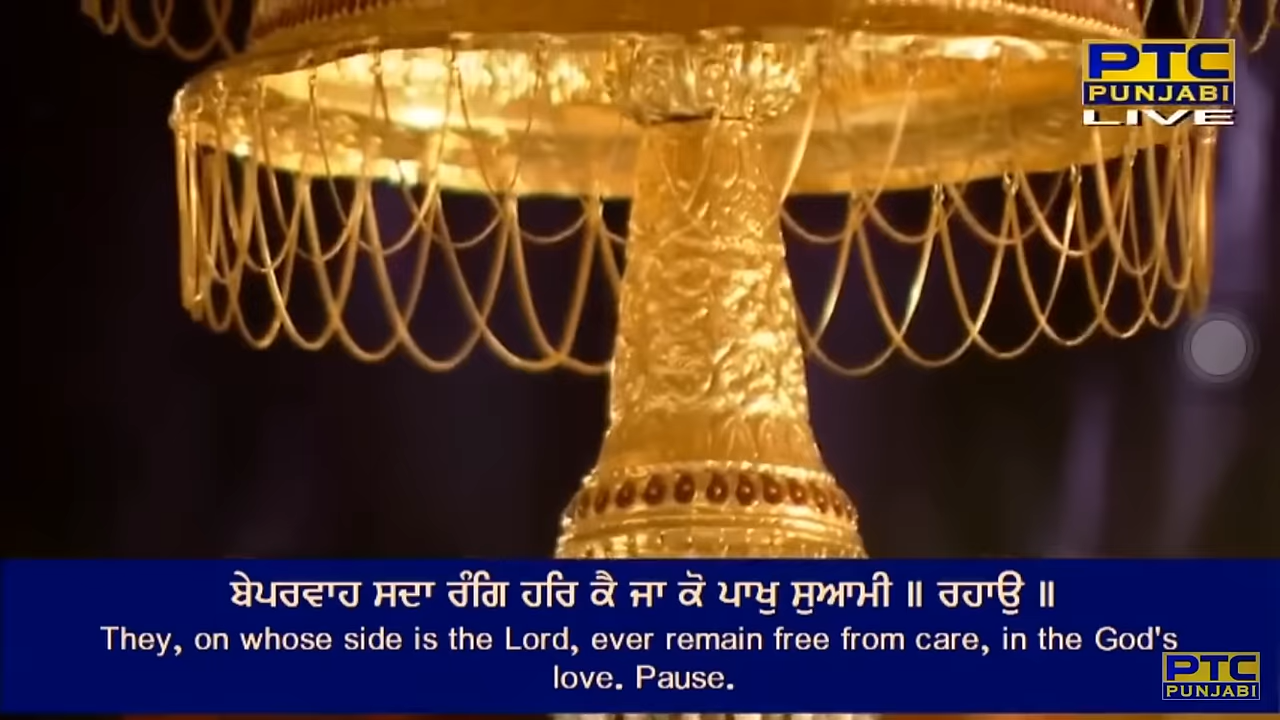 PTC
PUNJABI
LIVE
ਬੇਪਰਵਾਹ ਸਦਾ ਰੰਗਿ ਹਰਿ ਕੈ ਜਾ ਕੋ ਪਾਖੁ ਸੁਆਮੀ ॥ ਰਹਾਉ ॥
They, on whose side is the Lord, ever remain free from care, in the God's
love. Pause.
PTC
PUNJABI